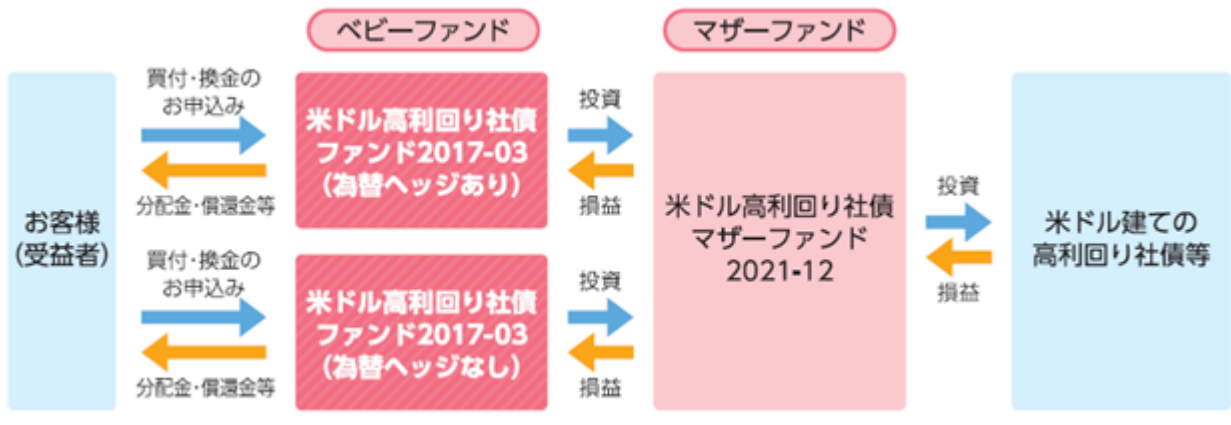 ベビーファンド
マザーファンド
お客様
(受益者)
買付・換金の
お申込み
分配金・償還金等
買付・換金の
お申込み
分配金・償還金等
米ドル高利回り社債
ファンド2017-03
(為替ヘッジあり)
米ドル高利回り社債
ファンド2017-03
(為替ヘッジなし)
投資
損益
投資
損益
米ドル高利回り社債
マザーファンド
2021-12
投資
損益
米ドル建ての
高利回り社債等